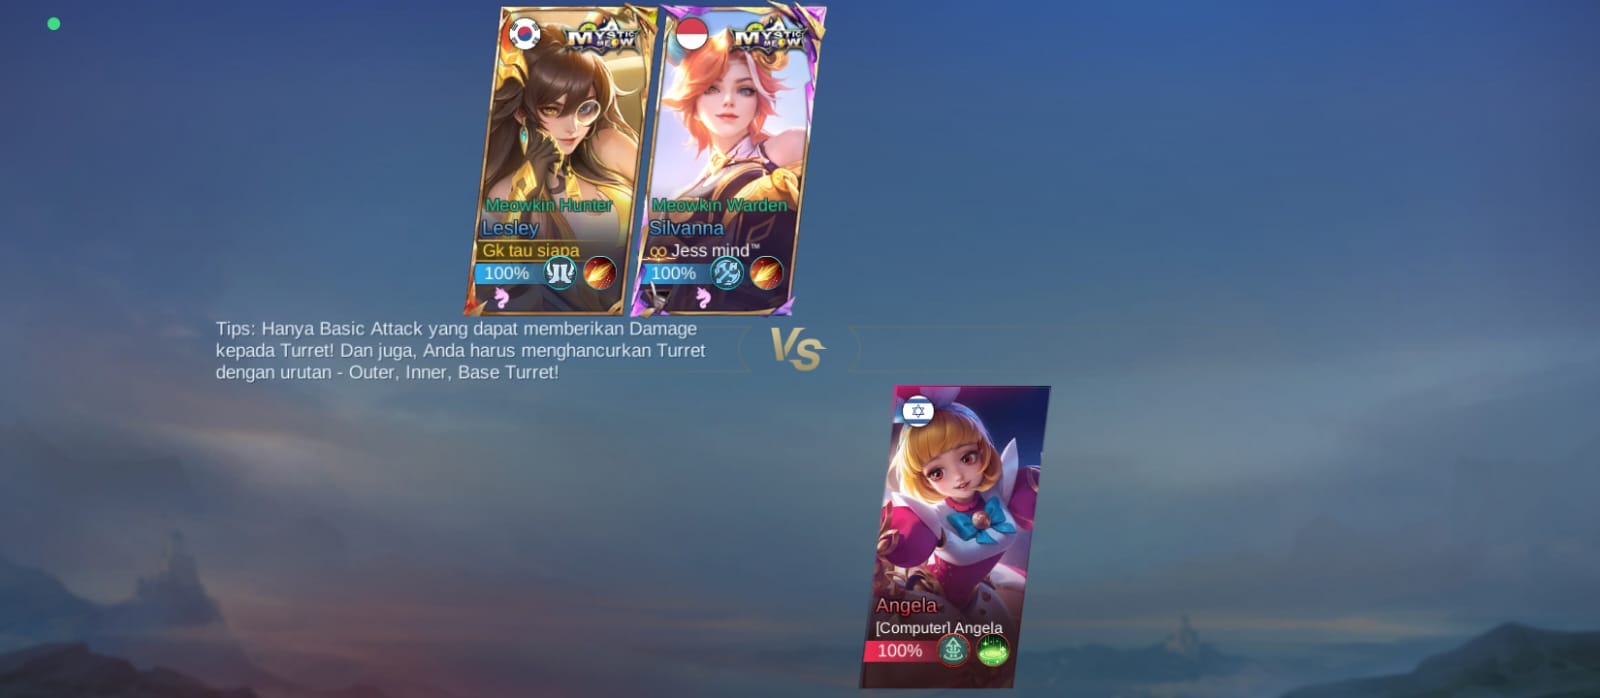 MYSTIC
MEOW
MYSTIC
MEOW
Meowkin Hunter
Lesley
Gk tau siapa
100%
Meowkin Warden
Silvanna
Jess mind™
100%
Tips: Hanya Basic Attack yang dapat memberikan Damage
kepada Turret! Dan juga, Anda harus menghancurkan Turret
dengan urutan - Outer, Inner, Base Turret!
VS
Angela
[Computer] Angela
100%